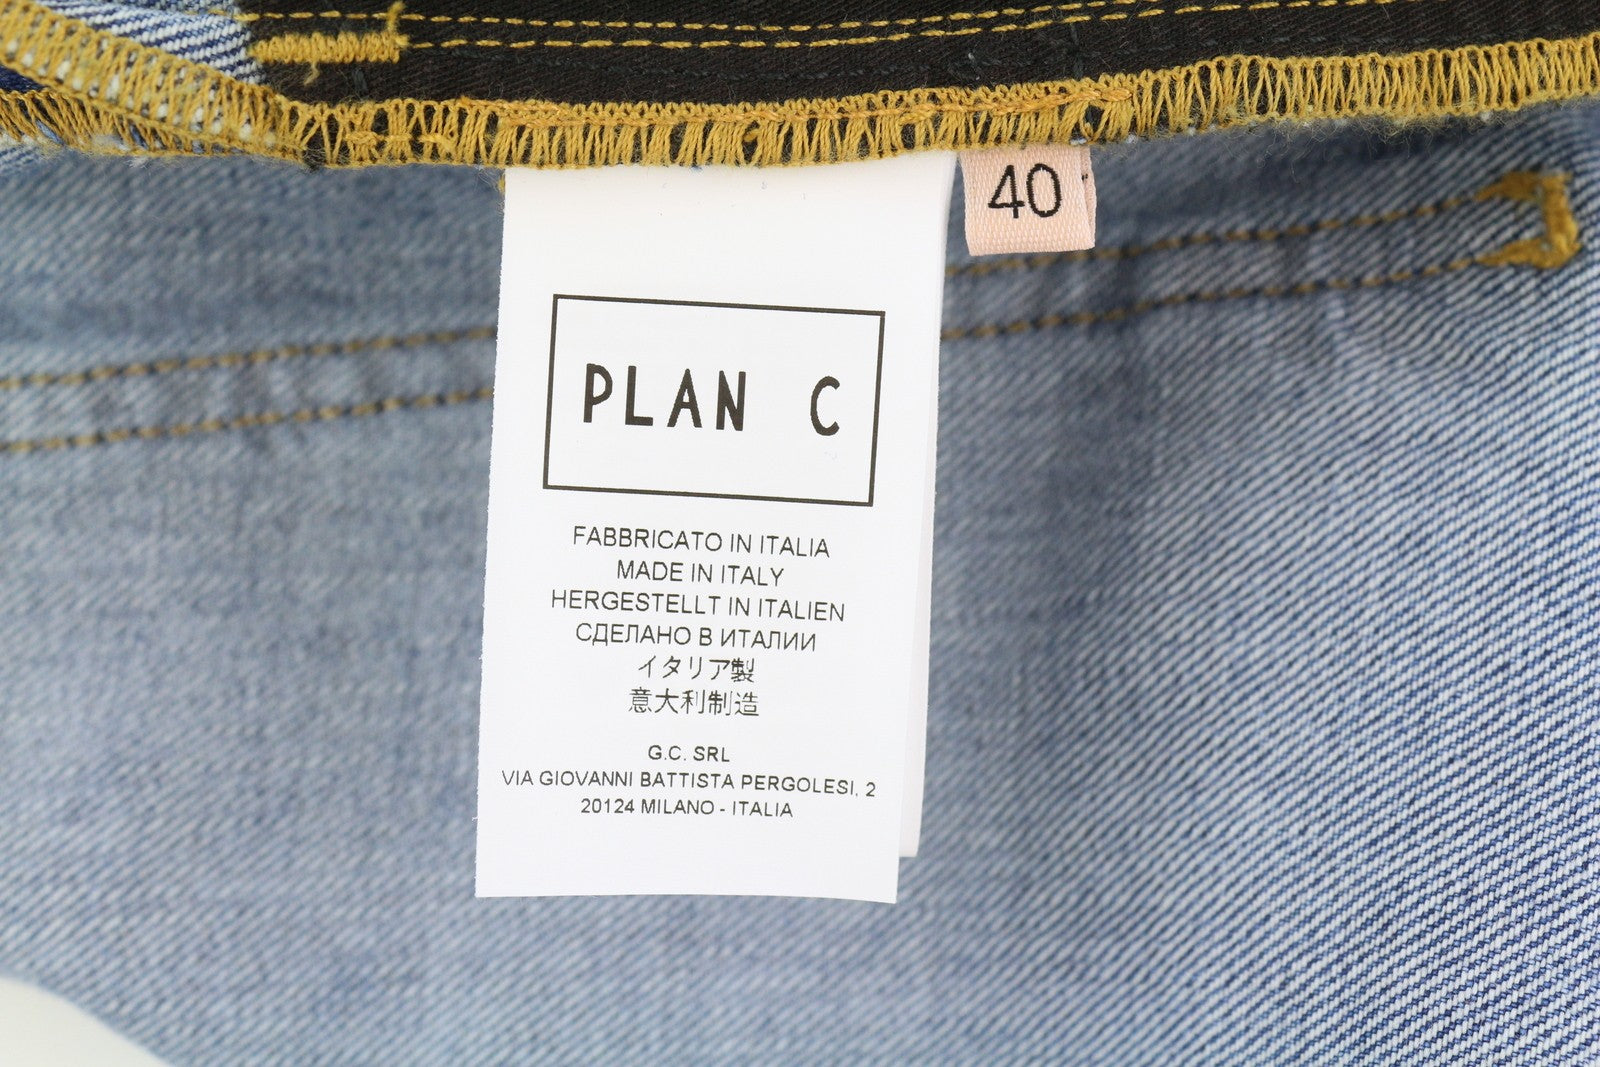 40
PLAN C
FABBRICATO IN ITALIA
MADE IN ITALY
HERGESTELLT IN ITALIEN
СДЕЛАНО В ИТАЛИИ
イタリア製
意大利制造
G.C. SRL
VIA GIOVANNI BATTISTA PERGOLESI, 2
20124 MILANO - ITALIA